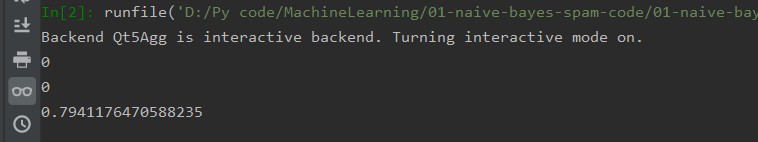 In[2]: runfile('D:/Py code/MachineLearning/01-naive-bayes-spam-code/01-naive-bay
Backend Qt5Agg is interactive backend. Turning interactive mode on.
0
0
0.7941176470588235